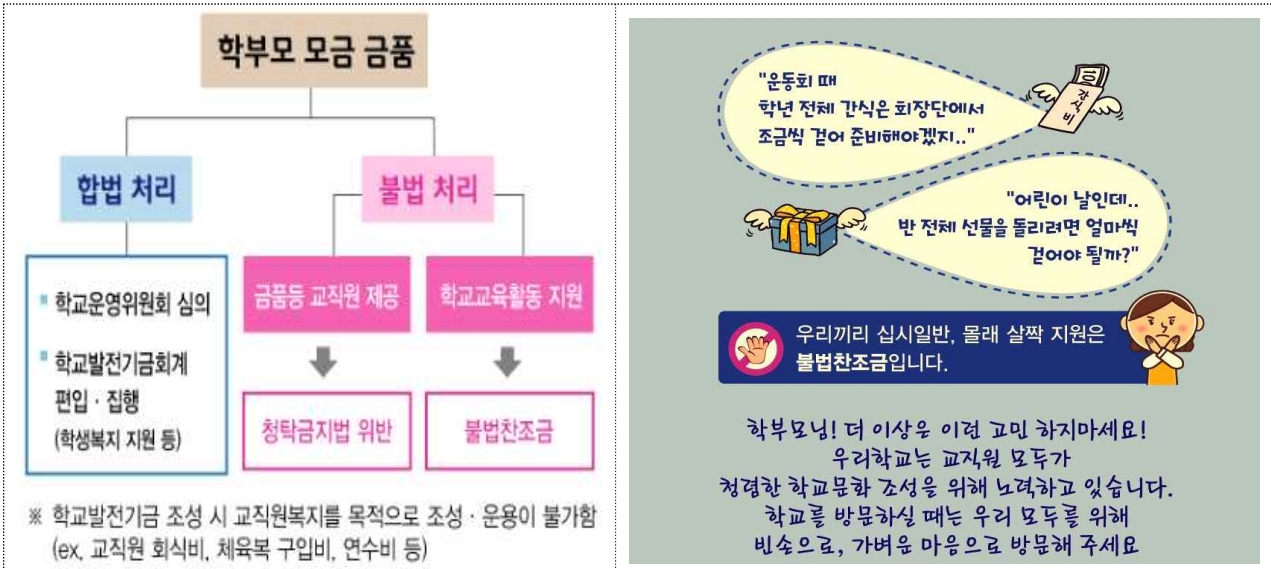 학부모 모금 금품
합법 처리
불법 처리
학교운영위원회 심의
학교발전기금회계
편입 · 집행
(학생복지 지원 등)
금품등 교직원 제공
학교교육활동 지원
청탁금지법 위반
불법찬조금
※ 학교발전기금 조성 시 교직원복지를 목적으로 조성 · 운용이 불가함
(ex. 교직원 회식비, 체육복 구입비, 연수비 등)
"운동회 때
학년 전체 간식은 회장단에서
조금씩 걷어 준비해야겠지.."
간식비
"어린이 날인데..
반 전체 선물을 돌리려면 얼마씩
걷어야 될까?"
우리끼리 십시일반, 몰래 살짝 지원은
불법찬조금입니다.
학부모님! 더 이상은 이런 고민 하지마세요!
우리학교는 교직원 모두가
청렴한 학교문화 조성을 위해 노력하고 있습니다.
학교를 방문하실 때는 우리 모두를 위해
빈손으로, 가벼운 마음으로 방문해 주세요